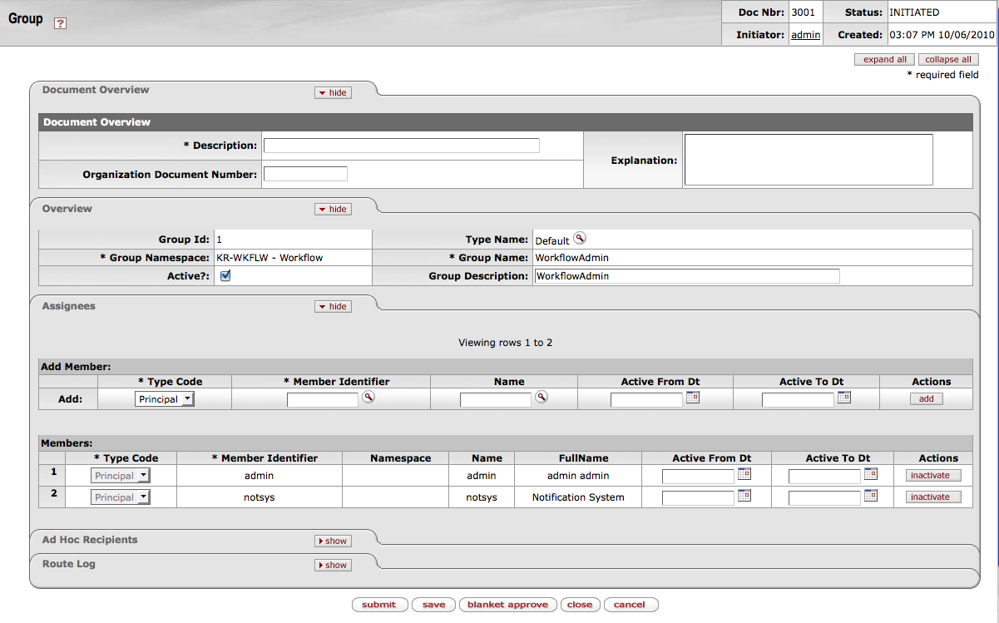 Group ?
Doc Nbr: 3001 Status: INITIATED
Initiator: admin Created: 03:07 PM 10/06/2010
expand all collapse all
* required field
Document Overview hide
Document Overview
* Description: Explanation:
Organization Document Number:
Overview hide
Group Id: 1 Type Name: Default
* Group Namespace: KR-WKFLW - Workflow * Group Name: WorkflowAdmin
Active?: Group Description: WorkflowAdmin
Assignees hide
Viewing rows 1 to 2
Add Member:
* Type Code * Member Identifier Name Active From Dt Active To Dt Actions
Add: Principal add
Members:
* Type Code * Member Identifier Namespace Name FullName Active From Dt Active To Dt Actions
1 Principal admin admin admin admin inactivate
2 Principal notsys notsys Notification System inactivate
Ad Hoc Recipients show
Route Log show
submit save blanket approve close cancel